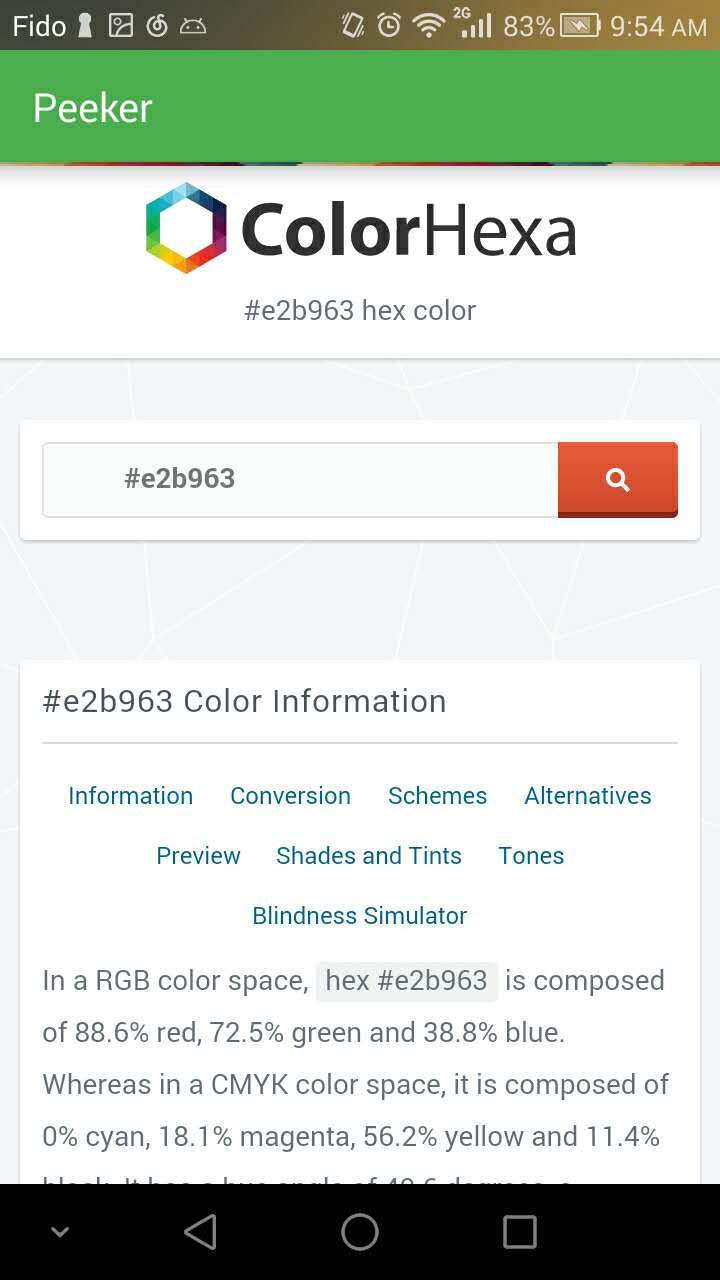 Fido 2G 83% 9:54 AM
Peeker
ColorHexa
#e2b963 hex color
#e2b963
#e2b963 Color Information
Information Conversion Schemes Alternatives
Preview Shades and Tints Tones
Blindness Simulator
In a RGB color space, hex #e2b963 is composed
of 88.6% red, 72.5% green and 38.8% blue.
Whereas in a CMYK color space, it is composed of
0% cyan, 18.1% magenta, 56.2% yellow and 11.4%